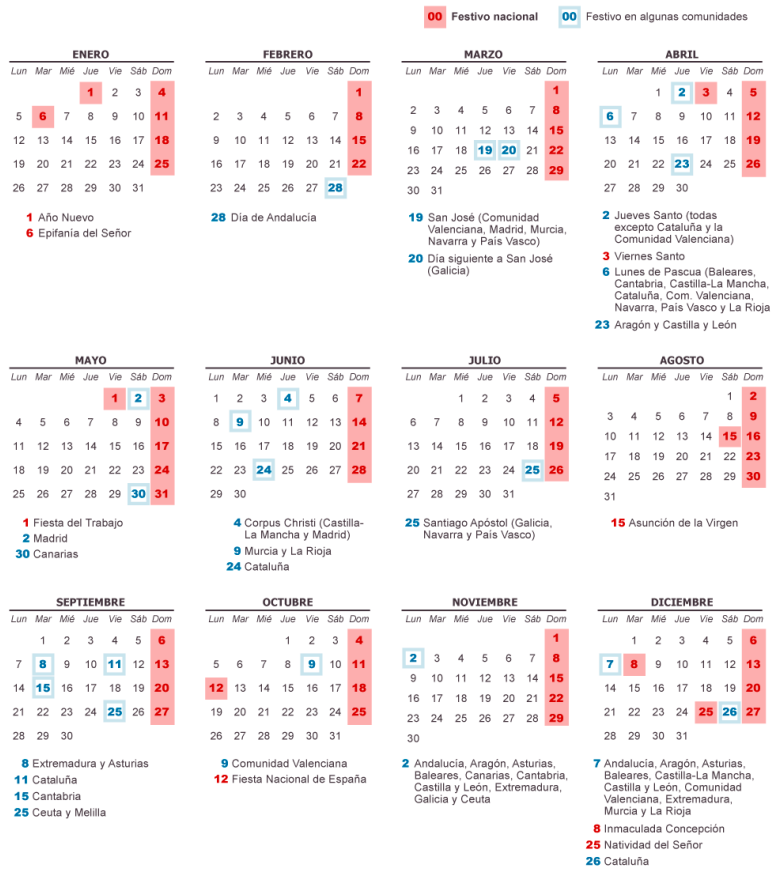 00 Festivo nacional 00 Festivo en algunas comunidades
ENERO
Lun Mar Mié Jue Vie Sáb Dom
1 2 3 4
5 6 7 8 9 10 11
12 13 14 15 16 17 18
19 20 21 22 23 24 25
26 27 28 29 30 31
1 Año Nuevo
6 Epifanía del Señor
FEBRERO
Lun Mar Mié Jue Vie Sáb Dom
1
2 3 4 5 6 7 8
9 10 11 12 13 14 15
16 17 18 19 20 21 22
23 24 25 26 27 28
28 Día de Andalucía
MARZO
Lun Mar Mié Jue Vie Sáb Dom
1
2 3 4 5 6 7 8
9 10 11 12 13 14 15
16 17 18 19 20 21 22
23 24 25 26 27 28 29
30 31
19 San José (Comunidad
Valenciana, Madrid, Murcia,
Navarra y País Vasco)
20 Día siguiente a San José
(Galicia)
ABRIL
Lun Mar Mié Jue Vie Sáb Dom
1 2 3 4 5
6 7 8 9 10 11 12
13 14 15 16 17 18 19
20 21 22 23 24 25 26
27 28 29 30
2 Jueves Santo (todas
excepto Cataluña y la
Comunidad Valenciana)
3 Viernes Santo
6 Lunes de Pascua (Baleares,
Cantabria, Castilla-La Mancha,
Cataluña, Com. Valenciana,
Navarra, País Vasco y La Rioja
23 Aragón y Castilla y León
MAYO
Lun Mar Mié Jue Vie Sáb Dom
1 2 3
4 5 6 7 8 9 10
11 12 13 14 15 16 17
18 19 20 21 22 23 24
25 26 27 28 29 30 31
1 Fiesta del Trabajo
2 Madrid
30 Canarias
JUNIO
Lun Mar Mié Jue Vie Sáb Dom
1 2 3 4 5 6 7
8 9 10 11 12 13 14
15 16 17 18 19 20 21
22 23 24 25 26 27 28
29 30
4 Corpus Christi (Castilla-
La Mancha y Madrid)
9 Murcia y La Rioja
24 Cataluña
JULIO
Lun Mar Mié Jue Vie Sáb Dom
1 2 3 4 5
6 7 8 9 10 11 12
13 14 15 16 17 18 19
20 21 22 23 24 25 26
27 28 29 30 31
25 Santiago Apóstol (Galicia,
Navarra y País Vasco)
AGOSTO
Lun Mar Mié Jue Vie Sáb Dom
1 2
3 4 5 6 7 8 9
10 11 12 13 14 15 16
17 18 19 20 21 22 23
24 25 26 27 28 29 30
31
15 Asunción de la Virgen
SEPTIEMBRE
Lun Mar Mié Jue Vie Sáb Dom
1 2 3 4 5 6
7 8 9 10 11 12 13
14 15 16 17 18 19 20
21 22 23 24 25 26 27
28 29 30
8 Extremadura y Asturias
11 Cataluña
15 Cantabria
25 Ceuta y Melilla
OCTUBRE
Lun Mar Mié Jue Vie Sáb Dom
1 2 3 4
5 6 7 8 9 10 11
12 13 14 15 16 17 18
19 20 21 22 23 24 25
26 27 28 29 30 31
9 Comunidad Valenciana
12 Fiesta Nacional de España
NOVIEMBRE
Lun Mar Mié Jue Vie Sáb Dom
1
2 3 4 5 6 7 8
9 10 11 12 13 14 15
16 17 18 19 20 21 22
23 24 25 26 27 28 29
30
2 Andalucía, Aragón, Asturias,
Baleares, Canarias, Cantabria,
Castilla y León, Extremadura,
Galicia y Ceuta
DICIEMBRE
Lun Mar Mié Jue Vie Sáb Dom
1 2 3 4 5 6
7 8 9 10 11 12 13
14 15 16 17 18 19 20
21 22 23 24 25 26 27
28 29 30 31
7 Andalucía, Aragón, Asturias,
Baleares, Castilla-La Mancha,
Castilla y León, Comunidad
Valenciana, Extremadura,
Murcia y La Rioja
8 Inmaculada Concepción
25 Natividad del Señor
26 Cataluña